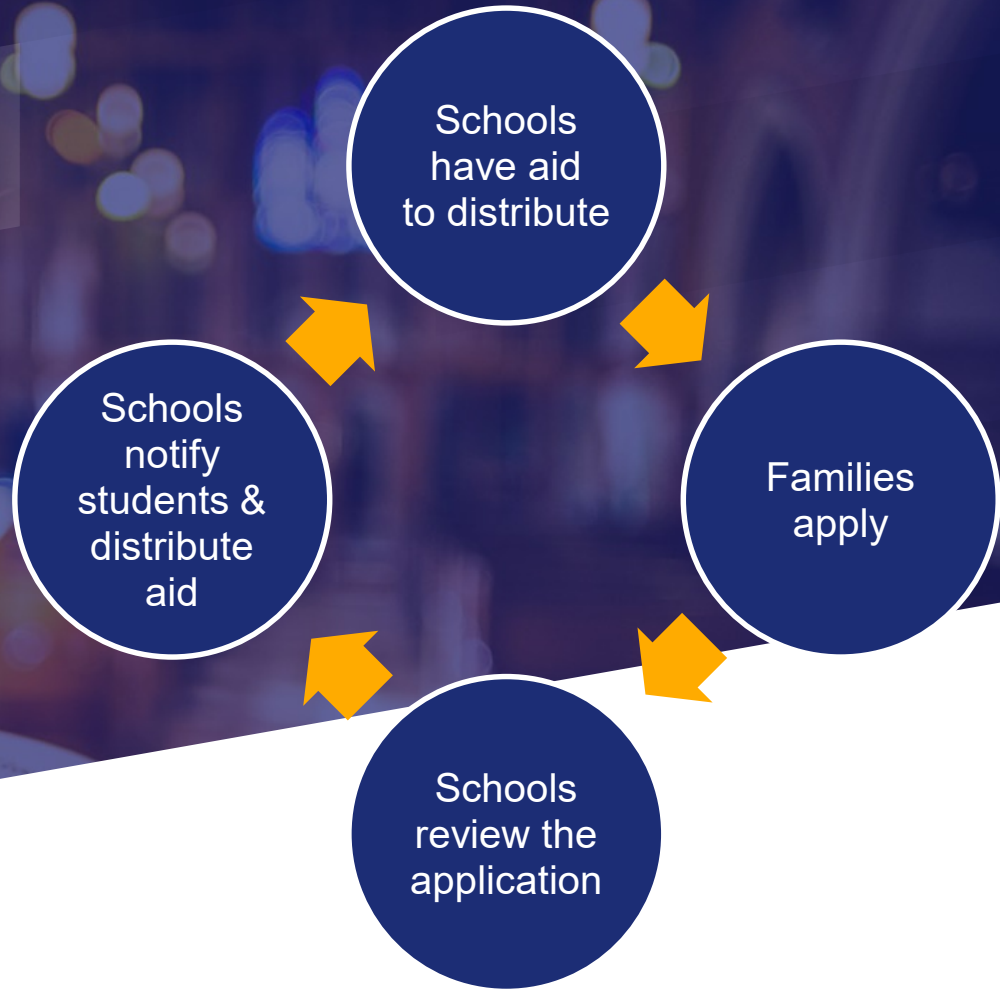 Schools
have aid
to distribute
Families
apply
Schools
review the
application
Schools
notify
students &
distribute
aid